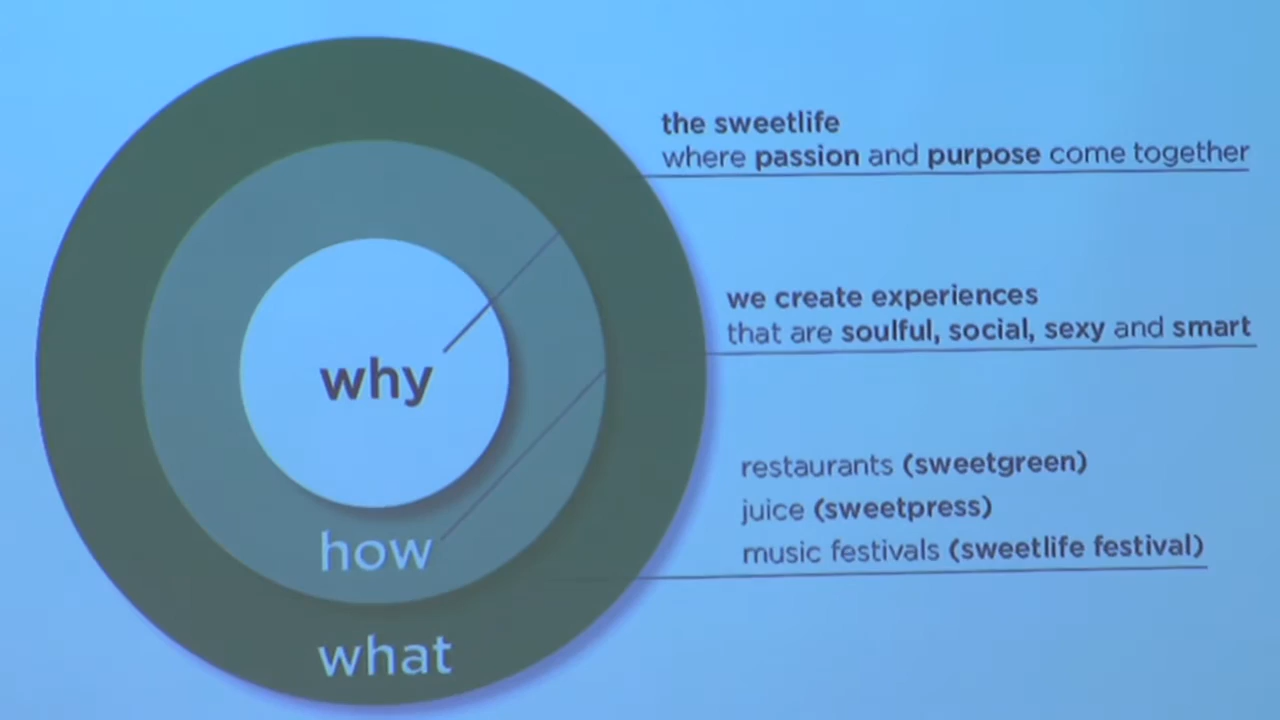 the sweetlife
where passion and purpose come together
we create experiences
that are soulful, social, sexy and smart
why
restaurants (sweetgreen)
juice (sweetpress)
music festivals (sweetlife festival)
how
what